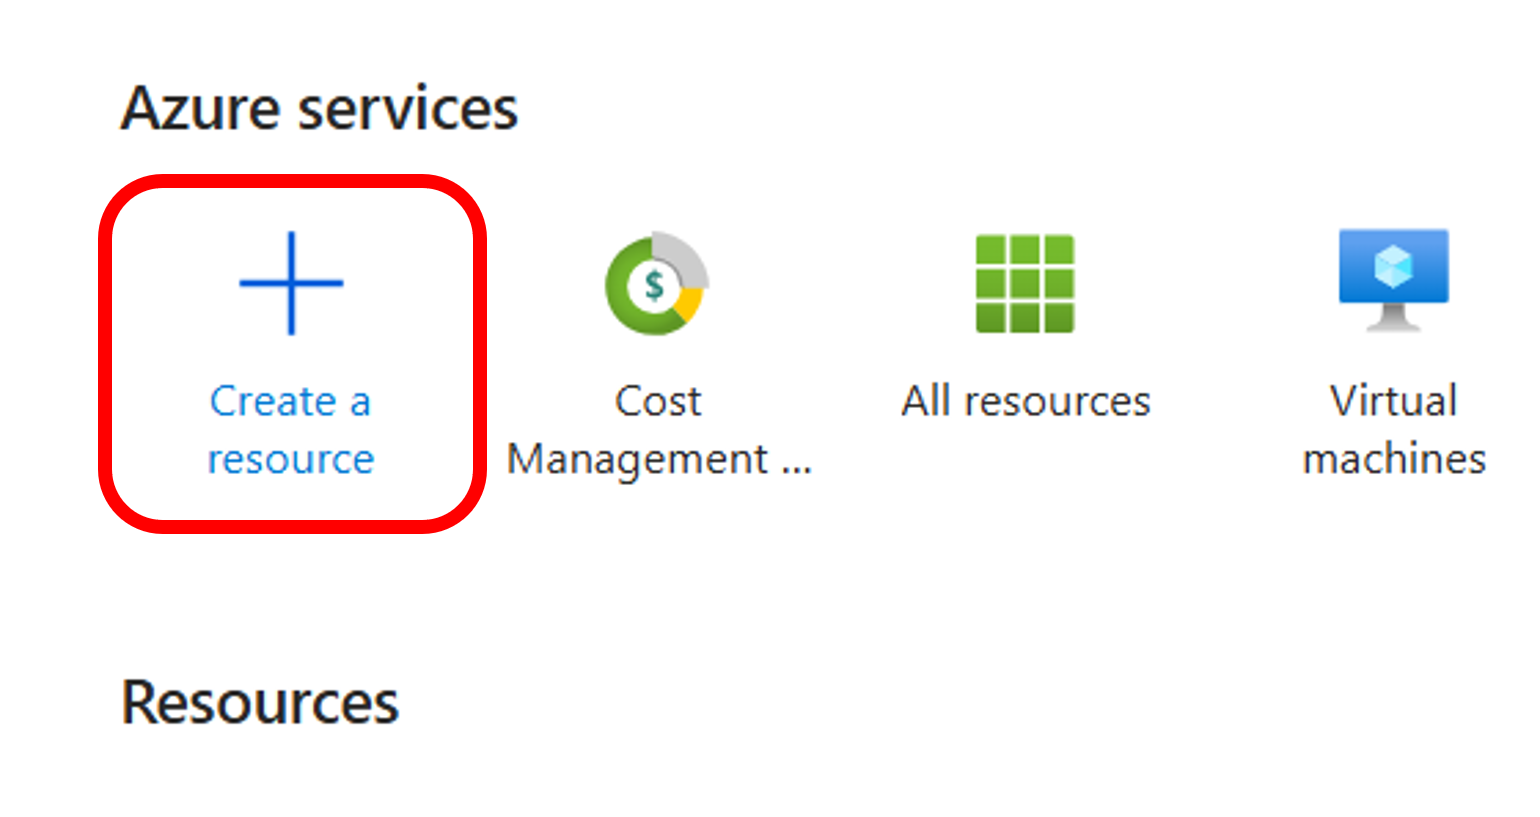 Azure services
Create a
resource
$
Cost
Management ...
All resources
Virtual
machines
Resources